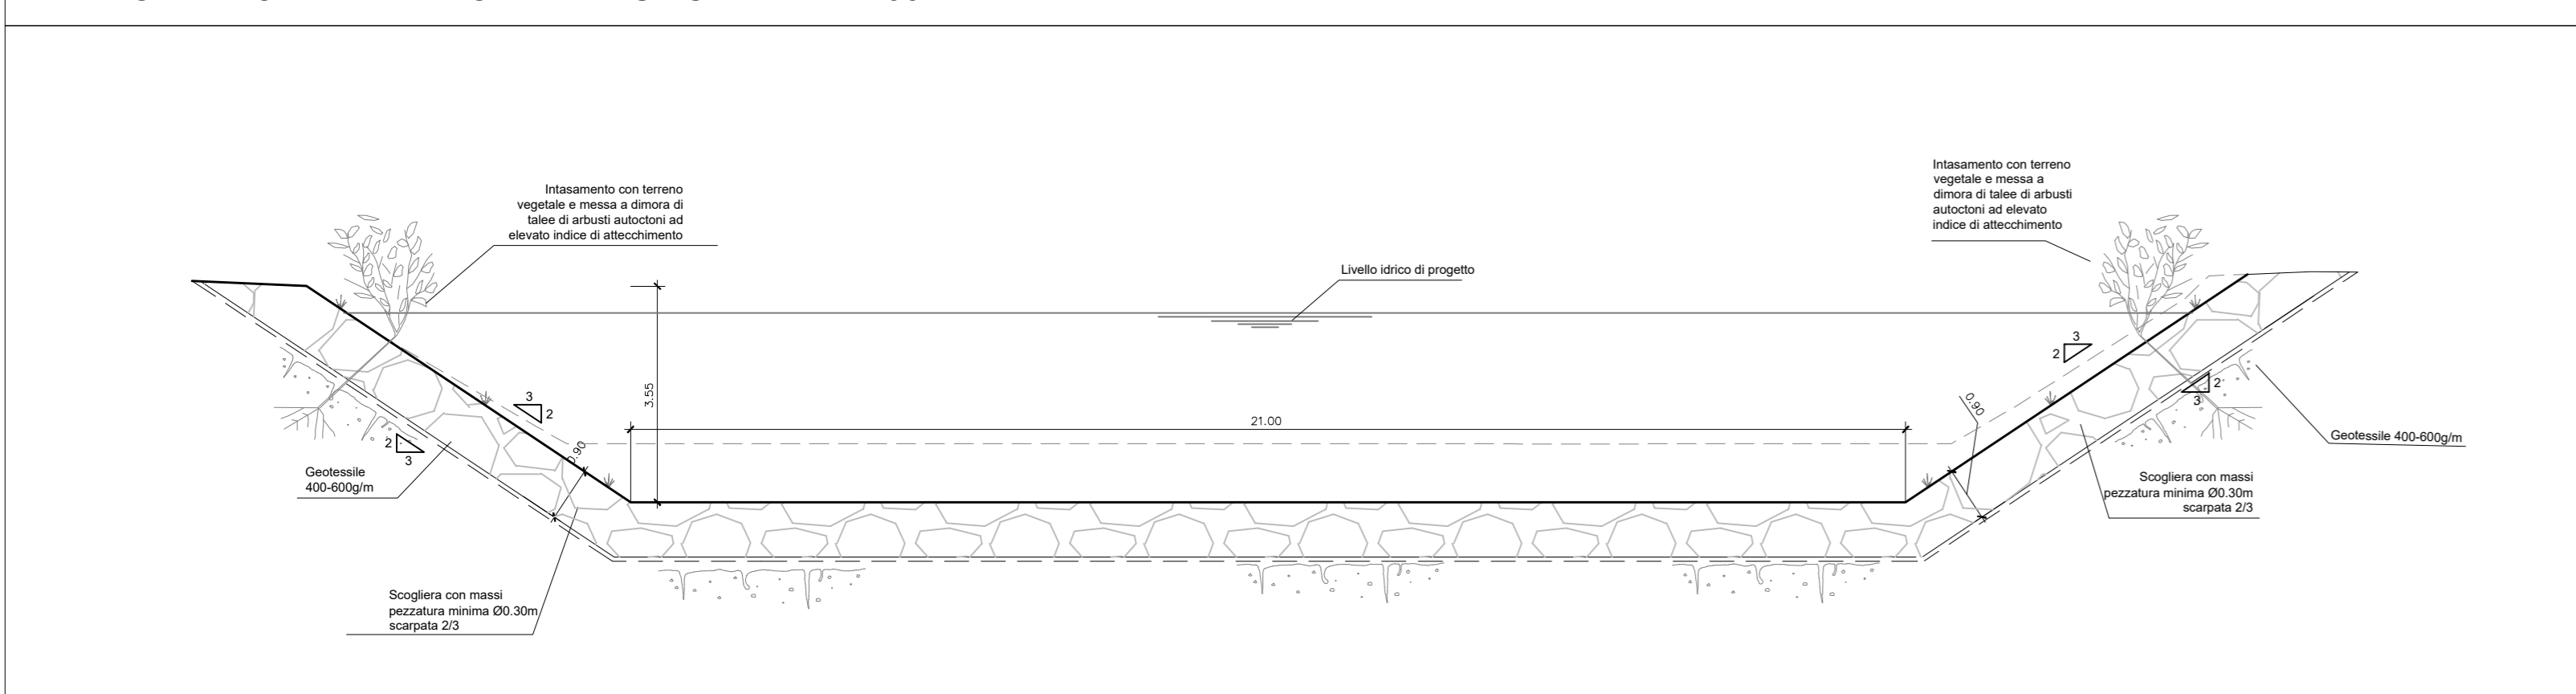 Intasamento con terreno
vegetale e messa a
dimora di talee di arbusti
autoctoni ad elevato
indice di attecchimento
Intasamento con terreno
vegetale e messa a dimora di
talee di arbusti autoctoni ad
elevato indice di attecchimento
Livello idrico di progetto
3
2
3
2
3.55
21.00
0.90
2
3
2
3
0.90
Geotessile 400-600g/m
Geotessile
400-600g/m
Scogliera con massi
pezzatura minima Ø0.30m
scarpata 2/3
Scogliera con massi
pezzatura minima Ø0.30m
scarpata 2/3